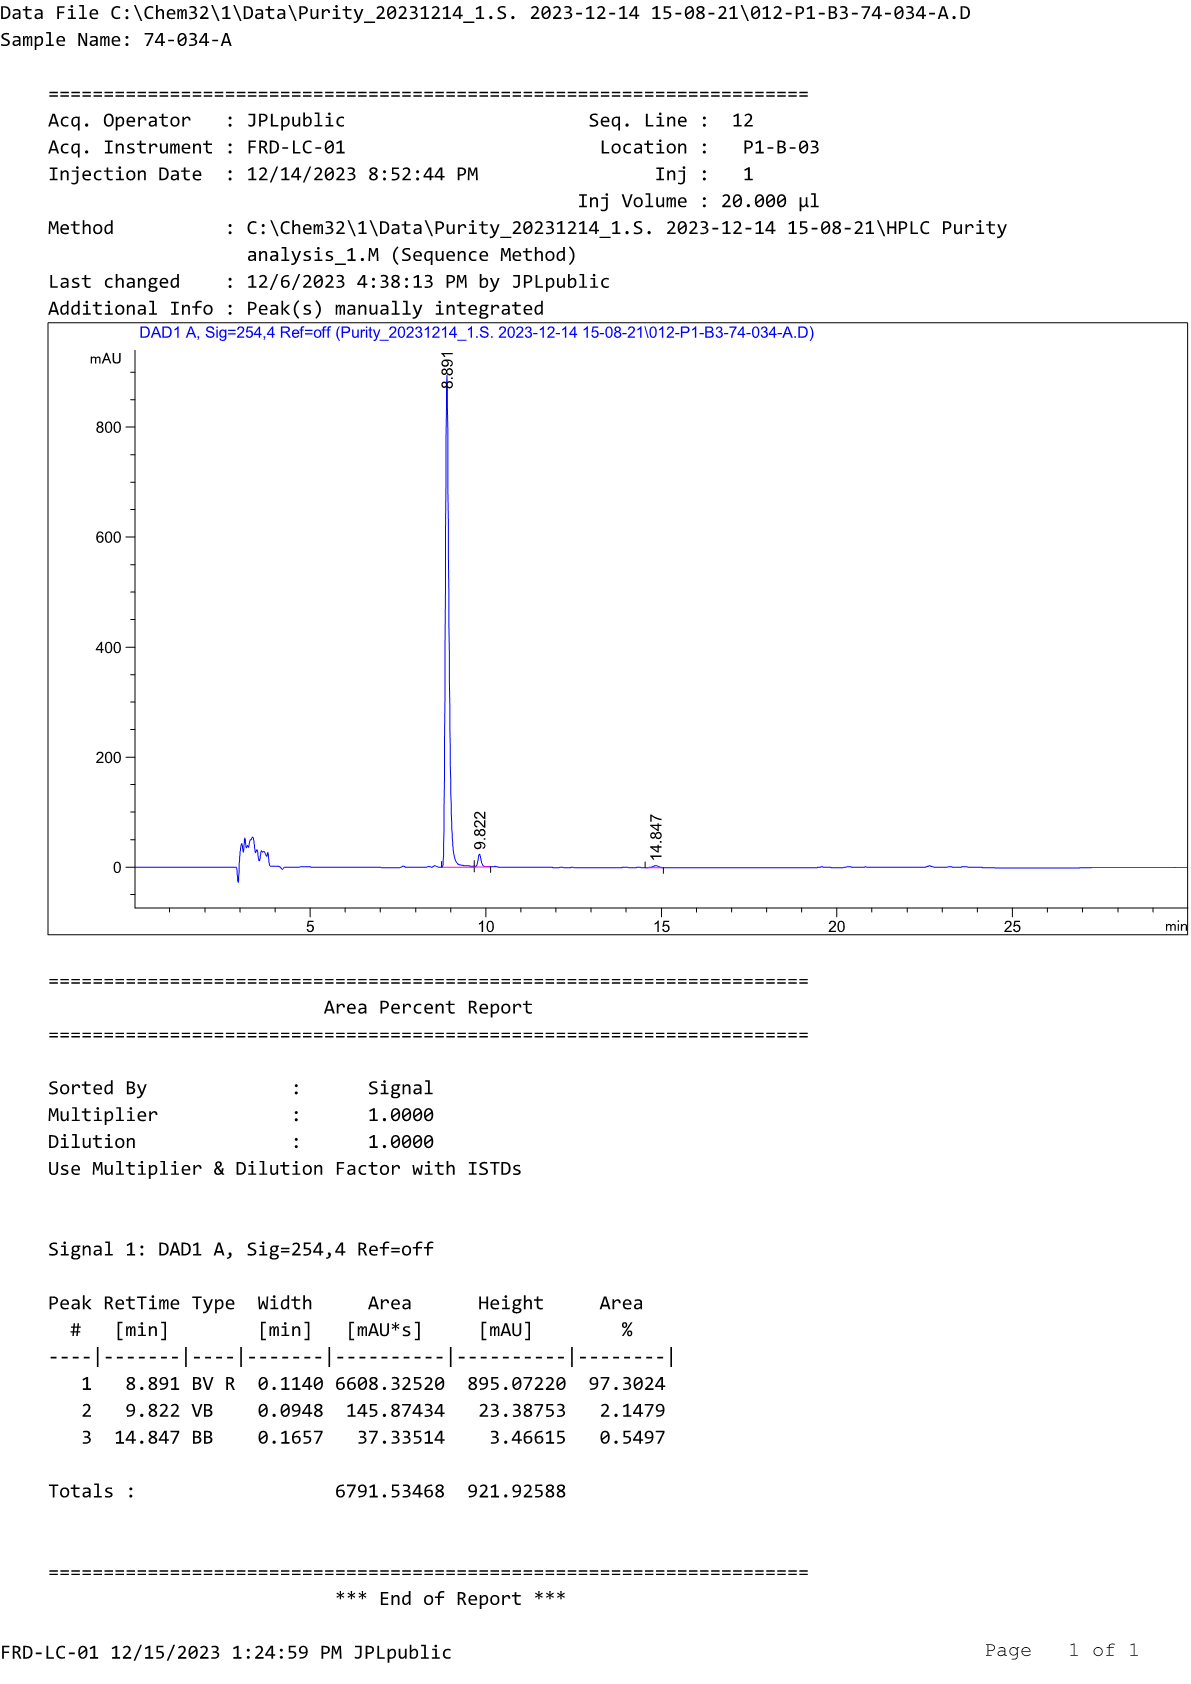 Data File C:\Chem32\1\Data\Purity_20231214_1.S. 2023-12-14 15-08-21\012-P1-B3-74-034-A.D
Sample Name: 74-034-A
=====================================================================
Acq. Operator   : JPLpublic                      Seq. Line :  12
Acq. Instrument : FRD-LC-01                       Location :   P1-B-03
Injection Date  : 12/14/2023 8:52:44 PM                Inj :   1
Inj Volume : 20.000 µl
Method          : C:\Chem32\1\Data\Purity_20231214_1.S. 2023-12-14 15-08-21\HPLC Purity
analysis_1.M (Sequence Method)
Last changed    : 12/6/2023 4:38:13 PM by JPLpublic
Additional Info : Peak(s) manually integrated
DAD1 A, Sig=254,4 Ref=off (Purity_20231214_1.S. 2023-12-14 15-08-21\012-P1-B3-74-034-A.D)
mAU
800
600
400
200
0
8.891
9.822
14.847
5 10 15 20 25 min
=====================================================================
Area Percent Report
=====================================================================
Sorted By             :      Signal
Multiplier            :      1.0000
Dilution              :      1.0000
Use Multiplier & Dilution Factor with ISTDs
Signal 1: DAD1 A, Sig=254,4 Ref=off
Peak RetTime Type  Width     Area      Height     Area
#   [min]        [min]   [mAU*s]     [mAU]        %
----|-------|----|-------|----------|----------|--------|
1   8.891 BV R  0.1140 6608.32520  895.07220  97.3024
2   9.822 VB    0.0948  145.87434   23.38753   2.1479
3  14.847 BB    0.1657   37.33514    3.46615   0.5497
Totals :                  6791.53468  921.92588
=====================================================================
*** End of Report ***
FRD-LC-01 12/15/2023 1:24:59 PM JPLpublic
Page   1 of 1